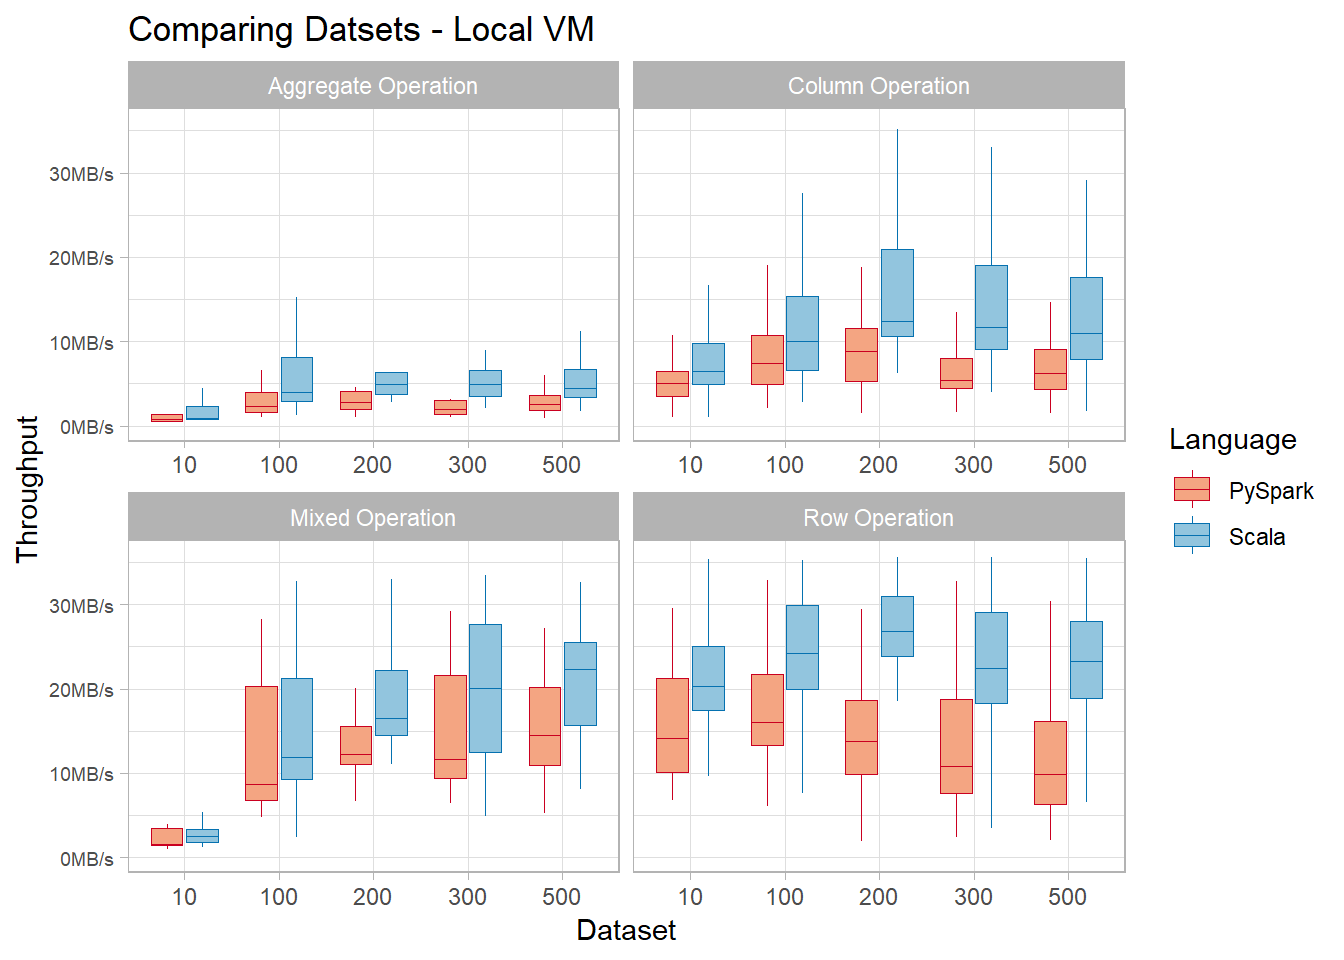 Comparing Datsets - Local VM
Aggregate Operation
Column Operation
30MB/s
20MB/s
10MB/s
0MB/s
10 100 200 300 500
10 100 200 300 500
Throughput
Mixed Operation
Row Operation
30MB/s
20MB/s
10MB/s
0MB/s
10 100 200 300 500
10 100 200 300 500
Dataset
Language
PySpark
Scala